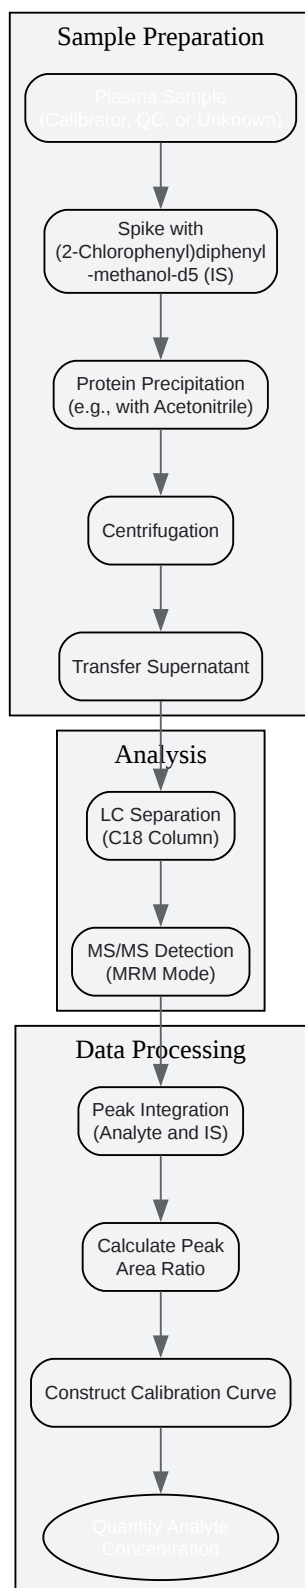 Sample Preparation
Plasma Sample
(Calibrator, QC, or Unknown)
Spike with
(2-Chlorophenyl)diphenyl
-methanol-d5 (IS)
Protein Precipitation
(e.g., with Acetonitrile)
Centrifugation
Transfer Supernatant
Analysis
LC Separation
(C18 Column)
MS/MS Detection
(MRM Mode)
Data Processing
Peak Integration
(Analyte and IS)
Calculate Peak
Area Ratio
Construct Calibration Curve
Quantify Analyte
Concentration